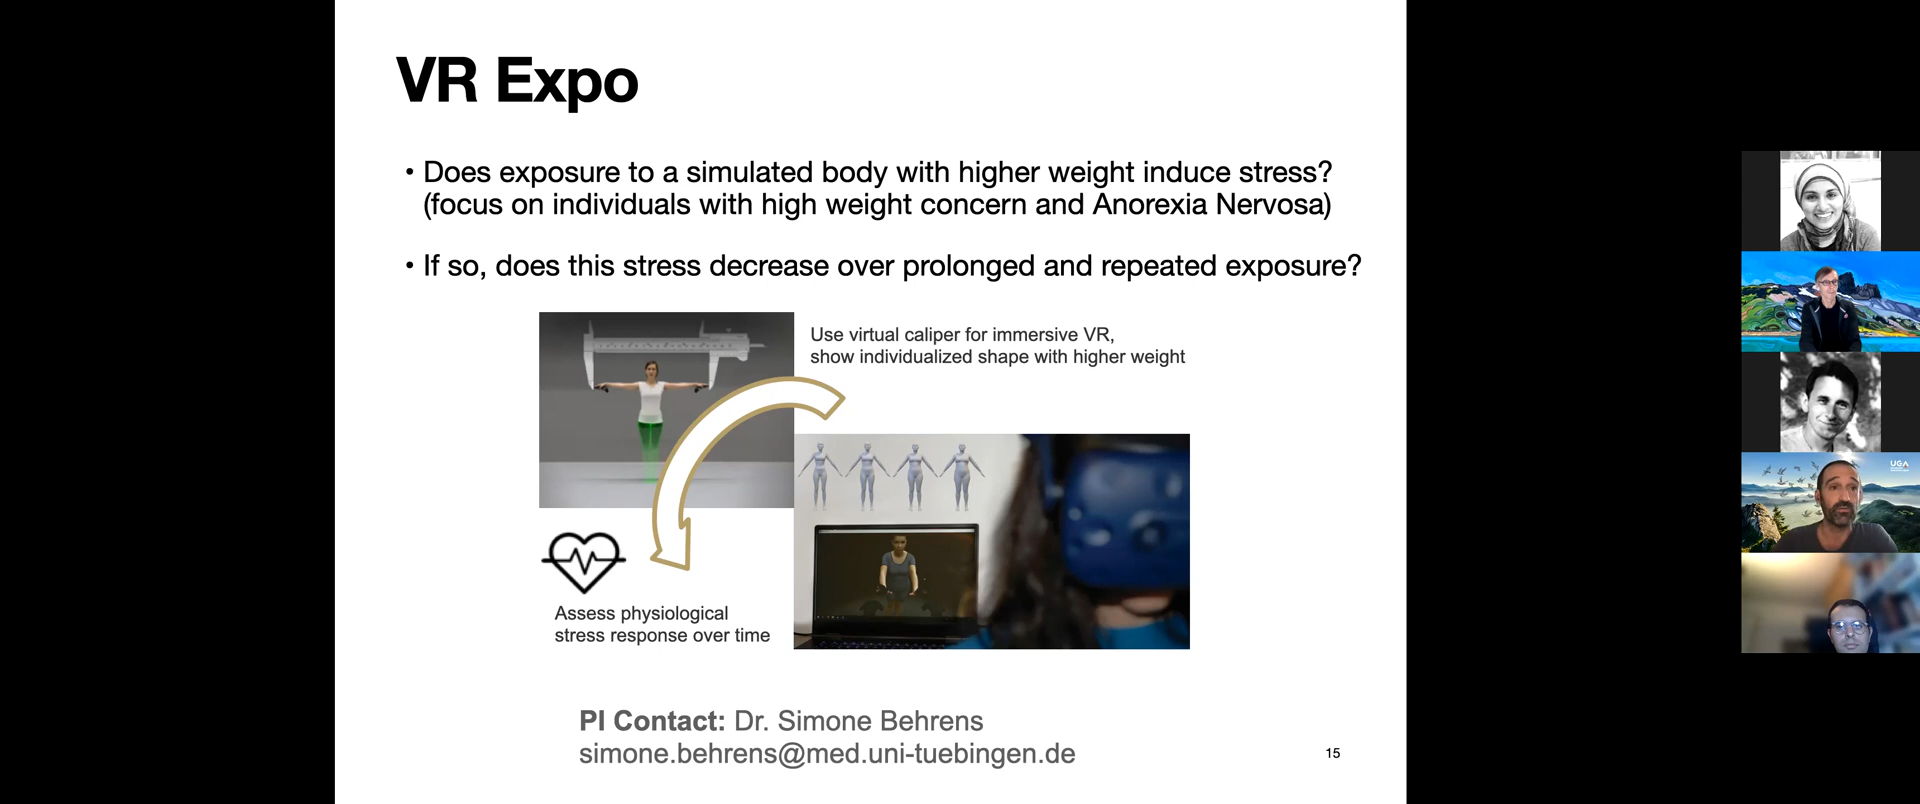 VR Expo
• Does exposure to a simulated body with higher weight induce stress?
(focus on individuals with high weight concern and Anorexia Nervosa)
• If so, does this stress decrease over prolonged and repeated exposure?
Use virtual caliper for immersive VR,
show individualized shape with higher weight
Assess physiological
stress response over time
PI Contact: Dr. Simone Behrens
simone.behrens@med.uni-tuebingen.de
15
UGA